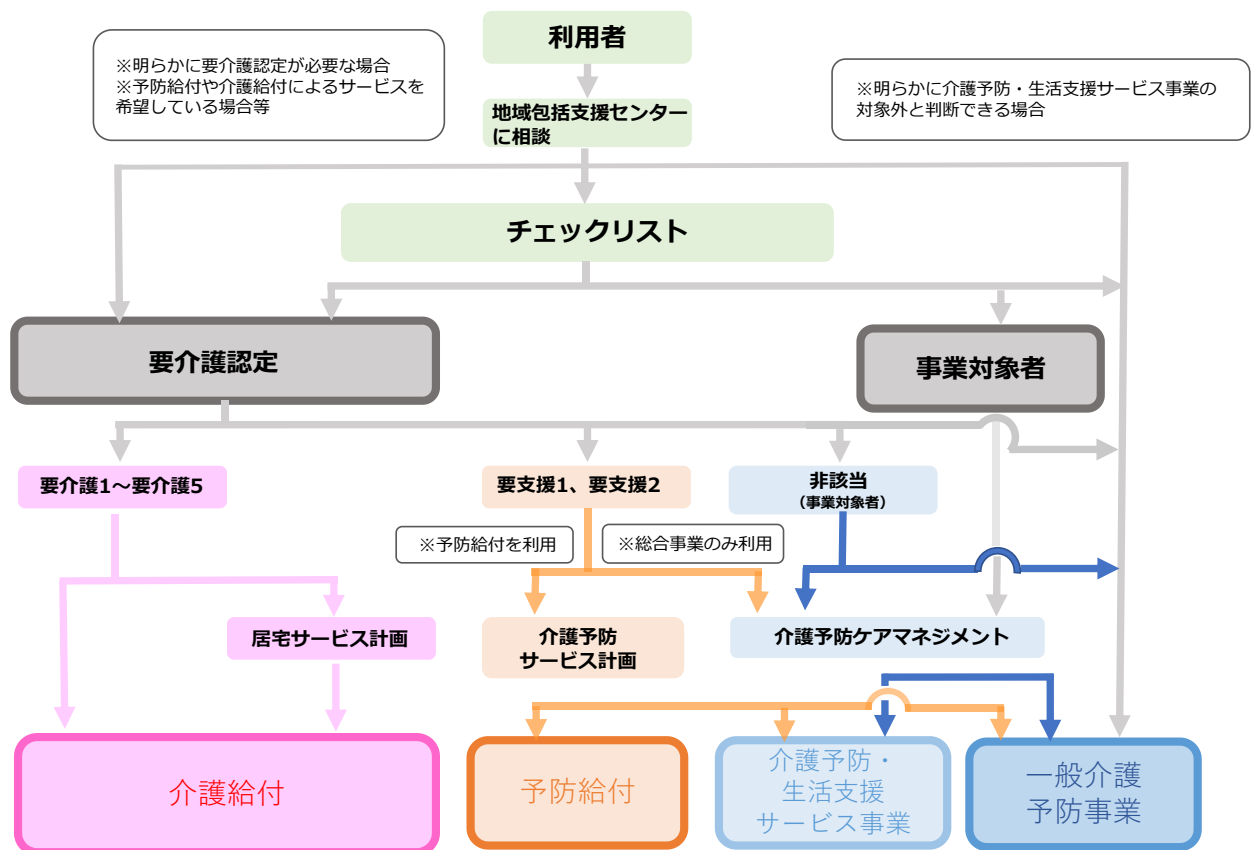 利用者
※明らかに要介護認定が必要な場合
※予防給付や介護給付によるサービスを
希望している場合等
※明らかに介護予防・生活支援サービス事業の
対象外と判断できる場合
地域包括支援センター
に相談
チェックリスト
要介護認定
事業対象者
要介護1～要介護5
要支援1、要支援2
非該当
（事業対象者）
※予防給付を利用
※総合事業のみ利用
居宅サービス計画
介護予防
サービス計画
介護予防ケアマネジメント
介護給付
予防給付
介護予防・
生活支援
サービス事業
一般介護
予防事業